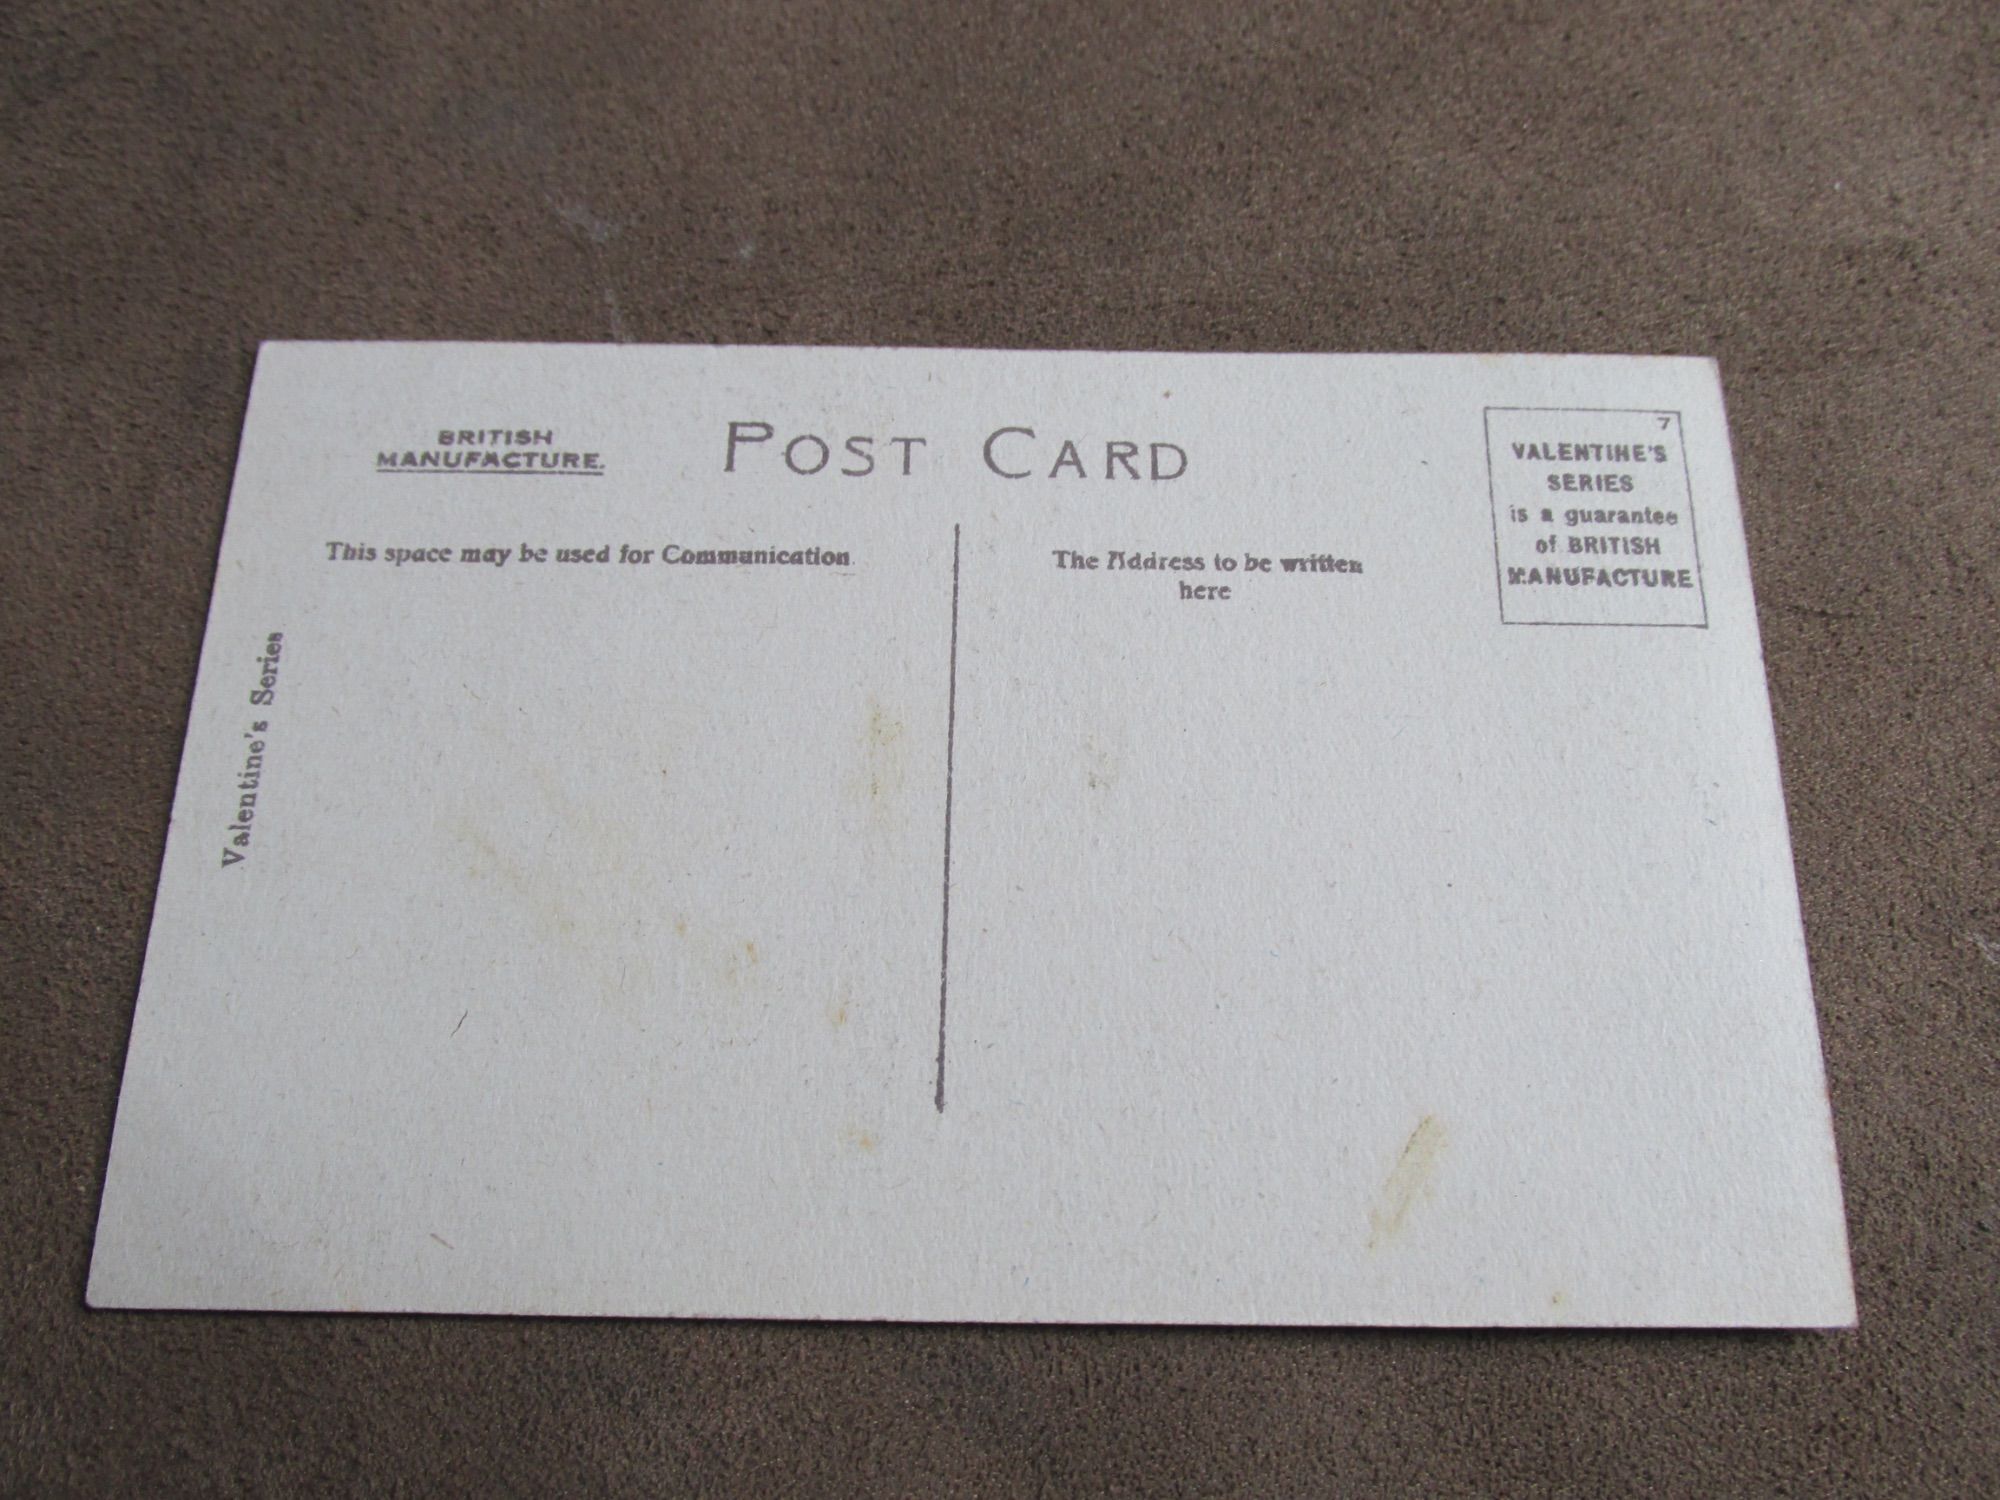 BRITISH
MANUFACTURE.
POST CARD
7
VALENTINE'S
SERIES
is a guarantee
of BRITISH
MANUFACTURE
This space may be used for Communication
The Address to be written
here
Valentine's Series